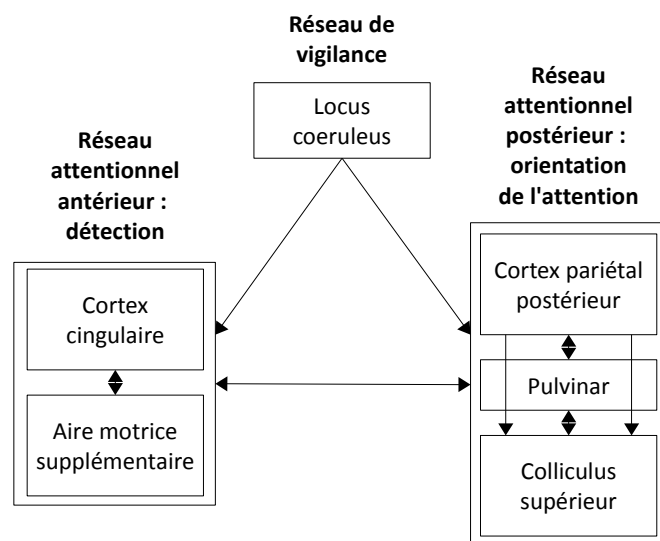 Réseau de
vigilance
Locus
coeruleus
Réseau
attentionnel
antérieur :
détection
Cortex
cingulaire
Aire motrice
supplémentaire
Réseau
attentionnel
postérieur :
orientation
de l'attention
Cortex pariétal
postérieur
Pulvinar
Colliculus
supérieur